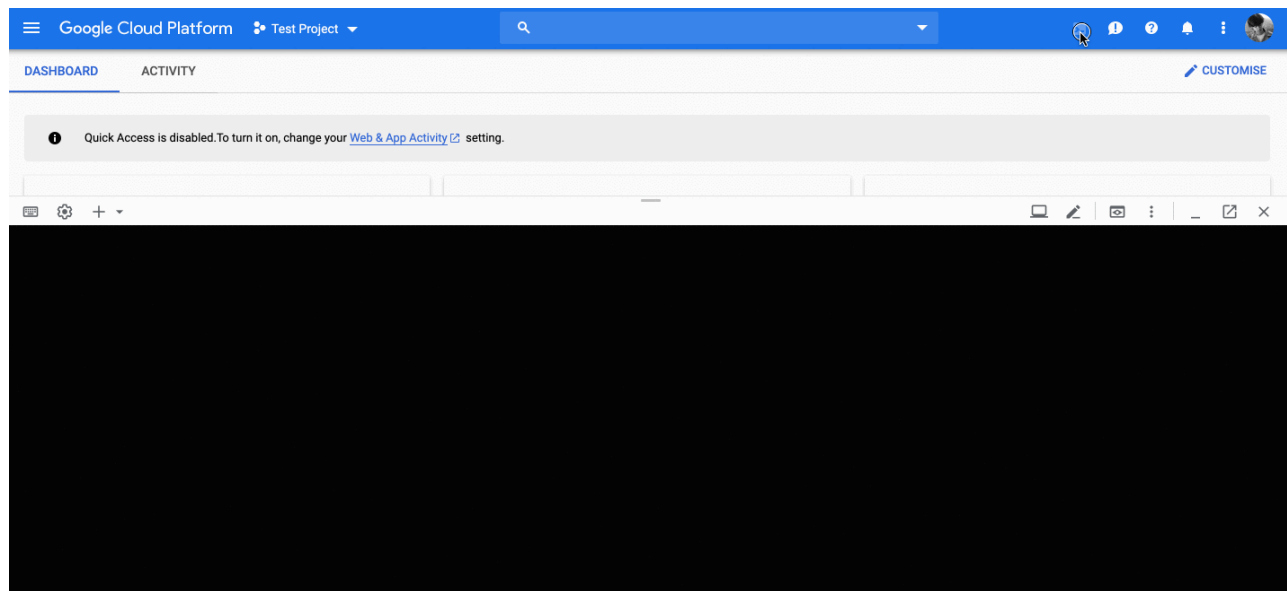 Google Cloud Platform Test Project
DASHBOARD ACTIVITY CUSTOMISE
Quick Access is disabled.To turn it on, change your Web & App Activity setting.